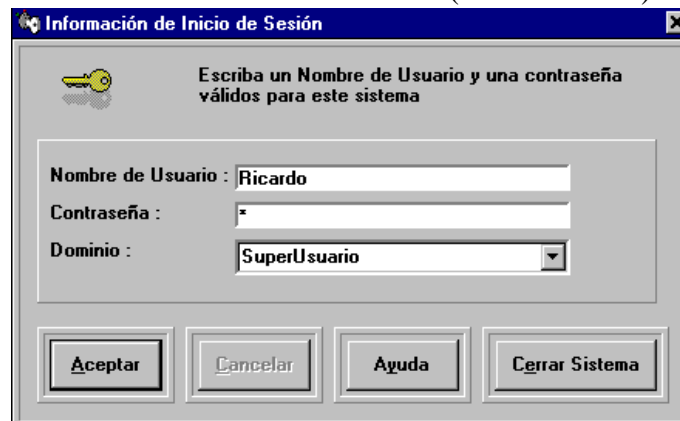 Información de Inicio de Sesión
Escriba un Nombre de Usuario y una contraseña
válidos para este sistema
Nombre de Usuario : Ricardo
Contraseña : *
Dominio : SuperUsuario
Aceptar Cancelar Ayuda Cerrar Sistema